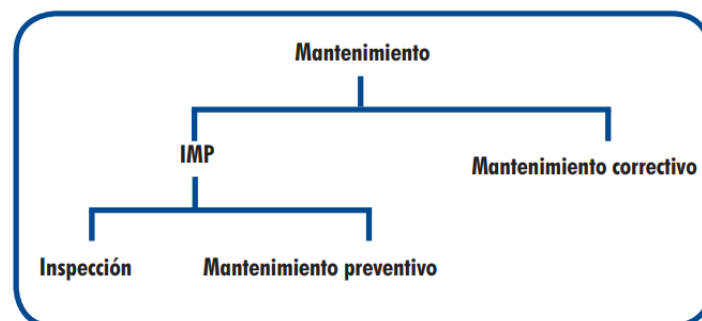 Mantenimiento
IMP
Mantenimiento correctivo
Inspección
Mantenimiento preventivo